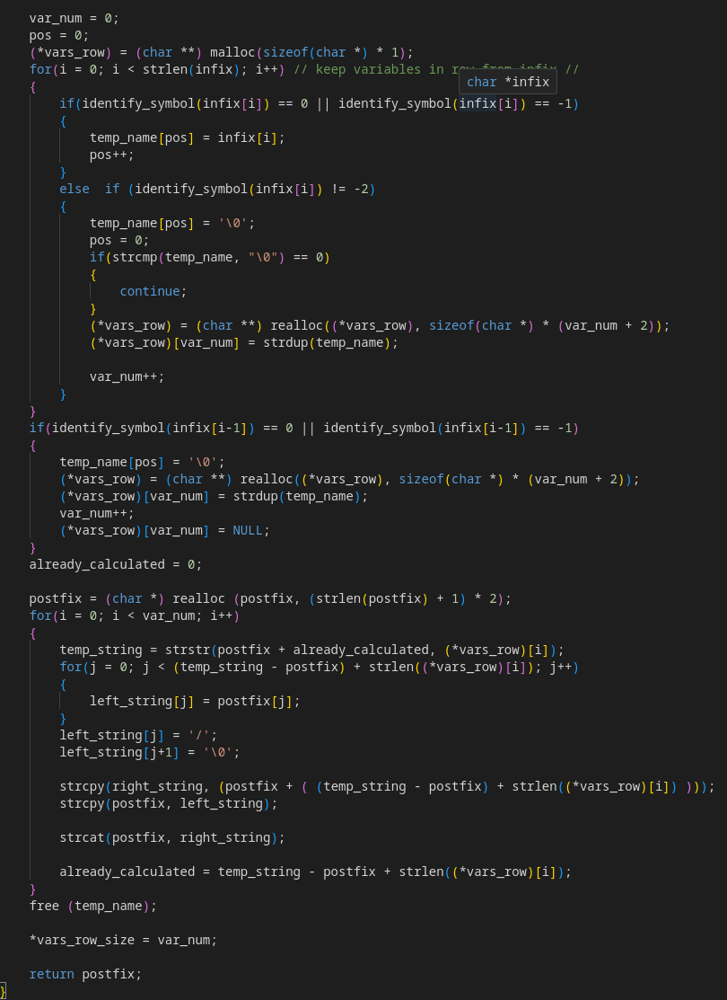 var_num = 0;
pos = 0;
(*vars_row) = (char **) malloc(sizeof(char *) * 1);
for(i = 0; i < strlen(infix); i++) // keep variables in row from infix //
char *infix
{
if(identify_symbol(infix[i]) == 0 || identify_symbol(infix[i]) == -1)
{
temp_name[pos] = infix[i];
pos++;
}
else  if (identify_symbol(infix[i]) != -2)
{
temp_name[pos] = '\0';
pos = 0;
if(strcmp(temp_name, "\0") == 0)
{
continue;
}
(*vars_row) = (char **) realloc((*vars_row), sizeof(char *) * (var_num + 2));
(*vars_row)[var_num] = strdup(temp_name);
var_num++;
}
}
if(identify_symbol(infix[i-1]) == 0 || identify_symbol(infix[i-1]) == -1)
{
temp_name[pos] = '\0';
(*vars_row) = (char **) realloc((*vars_row), sizeof(char *) * (var_num + 2));
(*vars_row)[var_num] = strdup(temp_name);
var_num++;
(*vars_row)[var_num] = NULL;
}
already_calculated = 0;
postfix = (char *) realloc (postfix, (strlen(postfix) + 1) * 2);
for(i = 0; i < var_num; i++)
{
temp_string = strstr(postfix + already_calculated, (*vars_row)[i]);
for(j = 0; j < (temp_string - postfix) + strlen((*vars_row)[i]); j++)
{
left_string[j] = postfix[j];
}
left_string[j] = '/';
left_string[j+1] = '\0';
strcpy(right_string, (postfix + ( (temp_string - postfix) + strlen((*vars_row)[i]) )));
strcpy(postfix, left_string);
strcat(postfix, right_string);
already_calculated = temp_string - postfix + strlen((*vars_row)[i]);
}
free (temp_name);
*vars_row_size = var_num;
return postfix;
}